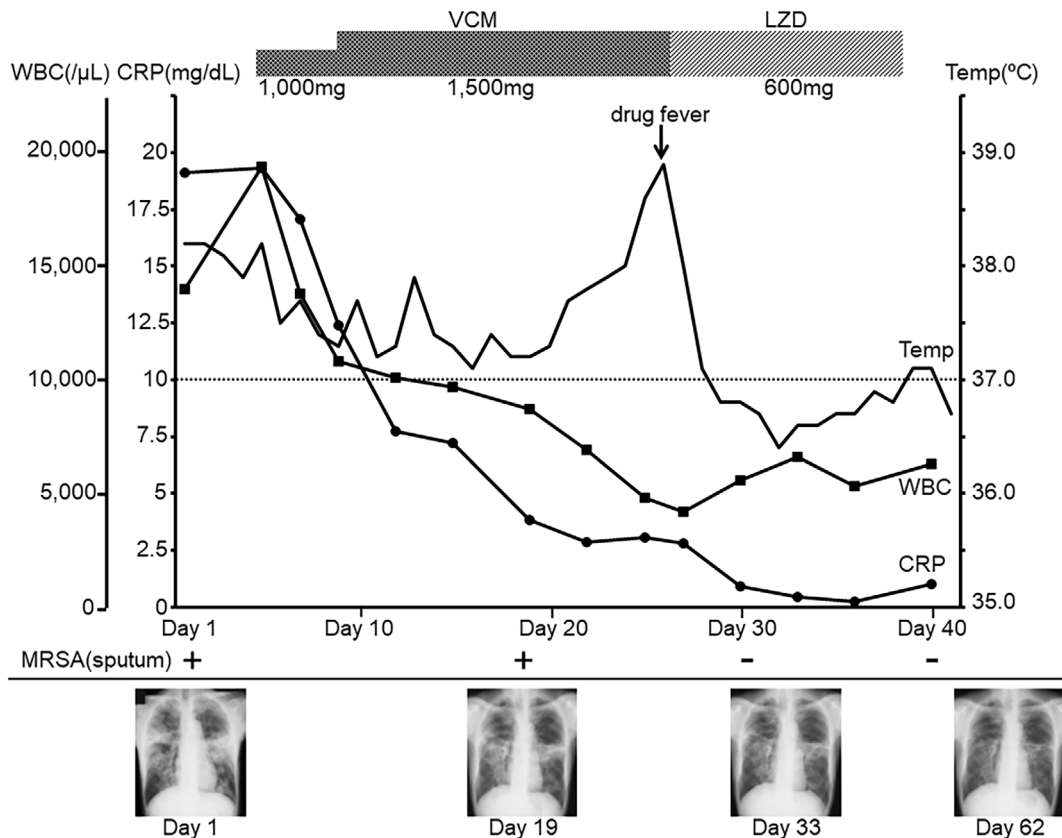 VCM LZD
WBC(/μL) CRP(mg/dL) Temp(ºC)
1,000mg 1,500mg 600mg
drug fever
20,000 20 39.0
17.5
15,000 15 38.0
12.5
Temp
10,000 10 37.0
7.5
WBC
5,000 5 36.0
CRP
2.5
0 0 35.0
Day 1 Day 10 Day 20 Day 30 Day 40
MRSA(sputum) + + - -
Day 1 Day 19 Day 33 Day 62